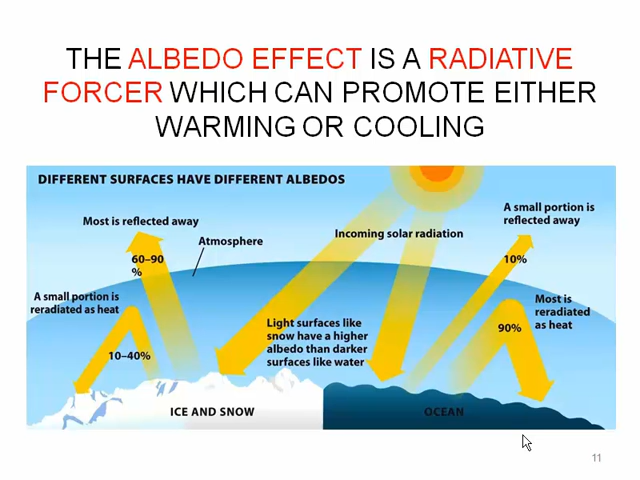 THE ALBEDO EFFECT IS A RADIATIVE
FORCER WHICH CAN PROMOTE EITHER
WARMING OR COOLING
DIFFERENT SURFACES HAVE DIFFERENT ALBEDOS
Most is reflected away
Atmosphere
60–90
%
A small portion is
reradiated as heat
10–40%
Incoming solar radiation
Light surfaces like
snow have a higher
albedo than darker
surfaces like water
A small portion is
reflected away
10%
Most is
reradiated
as heat
90%
ICE AND SNOW
OCEAN
11